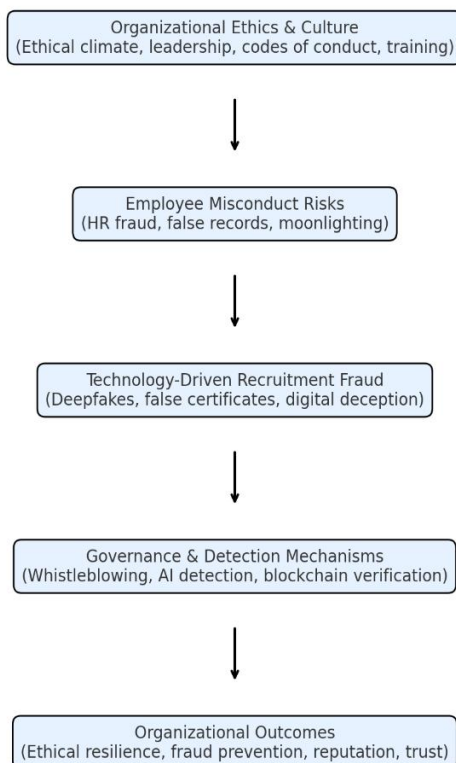 Organizational Ethics & Culture
(Ethical climate, leadership, codes of conduct, training)
Employee Misconduct Risks
(HR fraud, false records, moonlighting)
Technology-Driven Recruitment Fraud
(Deepfakes, false certificates, digital deception)
Governance & Detection Mechanisms
(Whistleblowing, AI detection, blockchain verification)
Organizational Outcomes
(Ethical resilience, fraud prevention, reputation, trust)